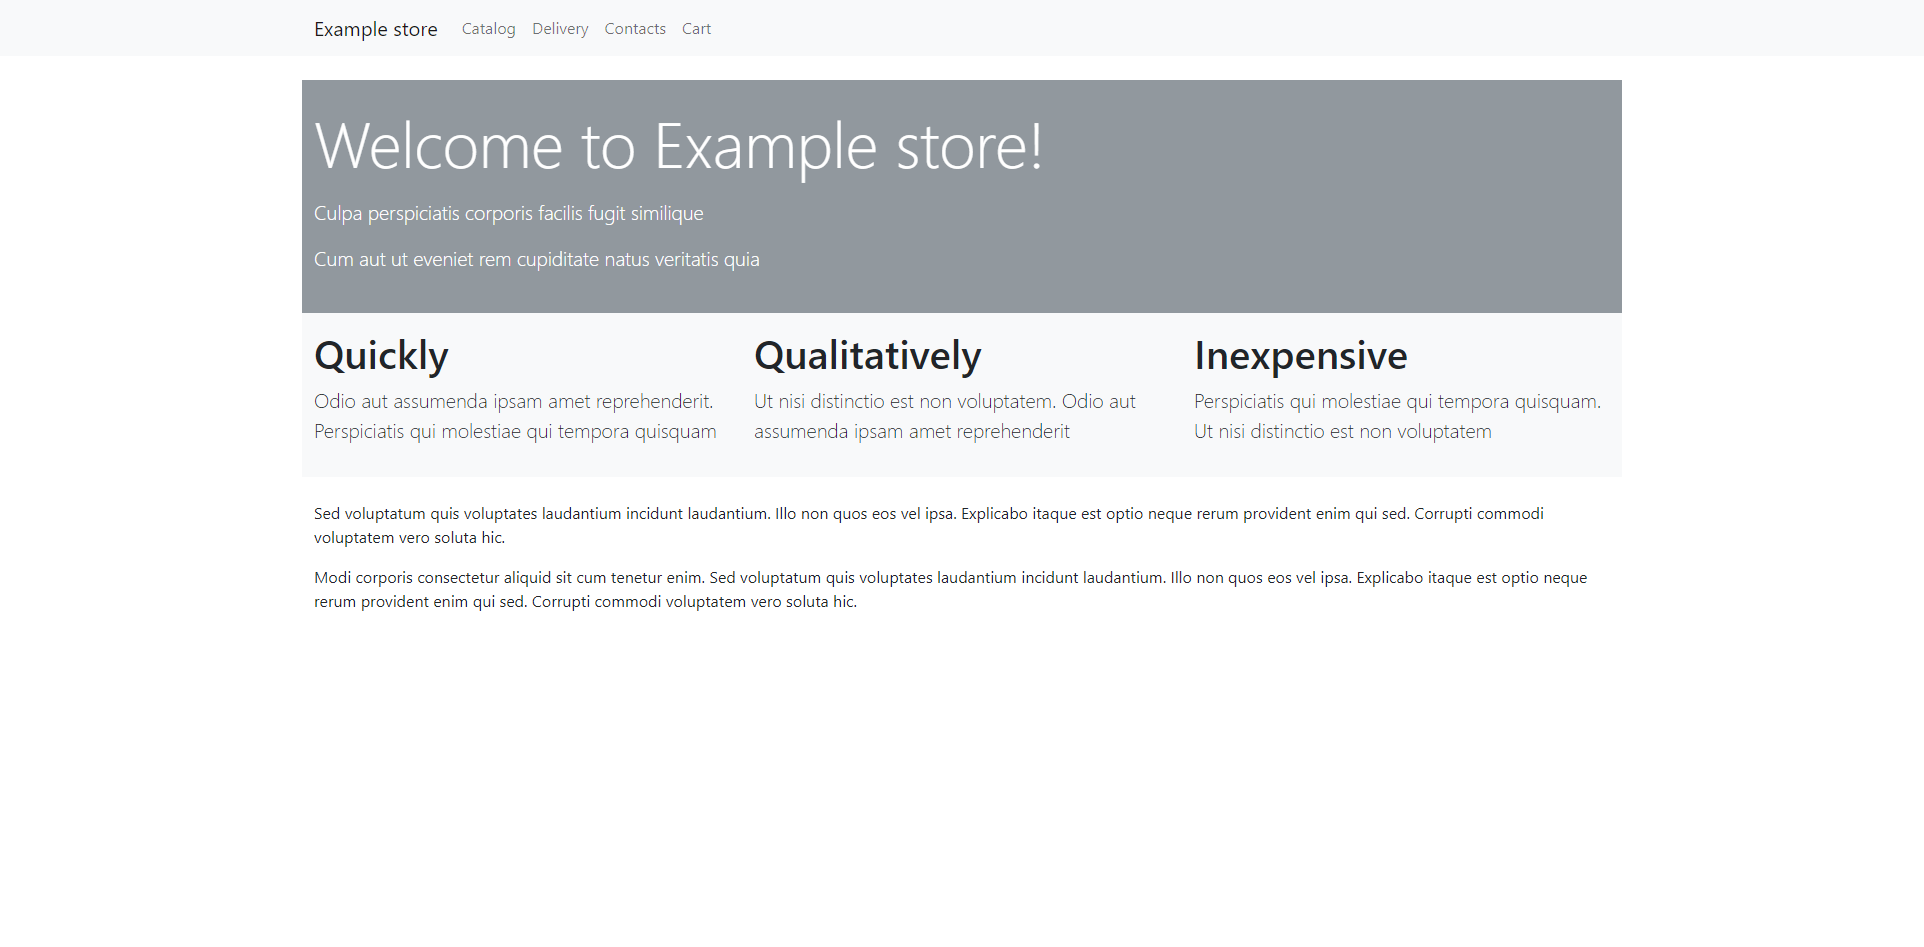 Example store Catalog Delivery Contacts Cart
Welcome to Example store!
Culpa perspiciatis corporis facilis fugit similique
Cum aut ut eveniet rem cupiditate natus veritatis quia
Quickly
Odio aut assumenda ipsam amet reprehenderit.
Perspiciatis qui molestiae qui tempora quisquam
Qualitatively
Ut nisi distinctio est non voluptatem. Odio aut
assumenda ipsam amet reprehenderit
Inexpensive
Perspiciatis qui molestiae qui tempora quisquam.
Ut nisi distinctio est non voluptatem
Sed voluptatum quis voluptates laudantium incidunt laudantium. Illo non quos eos vel ipsa. Explicabo itaque est optio neque rerum provident enim qui sed. Corrupti commodi
voluptatem vero soluta hic.
Modi corporis consectetur aliquid sit cum tenetur enim. Sed voluptatum quis voluptates laudantium incidunt laudantium. Illo non quos eos vel ipsa. Explicabo itaque est optio neque
rerum provident enim qui sed. Corrupti commodi voluptatem vero soluta hic.